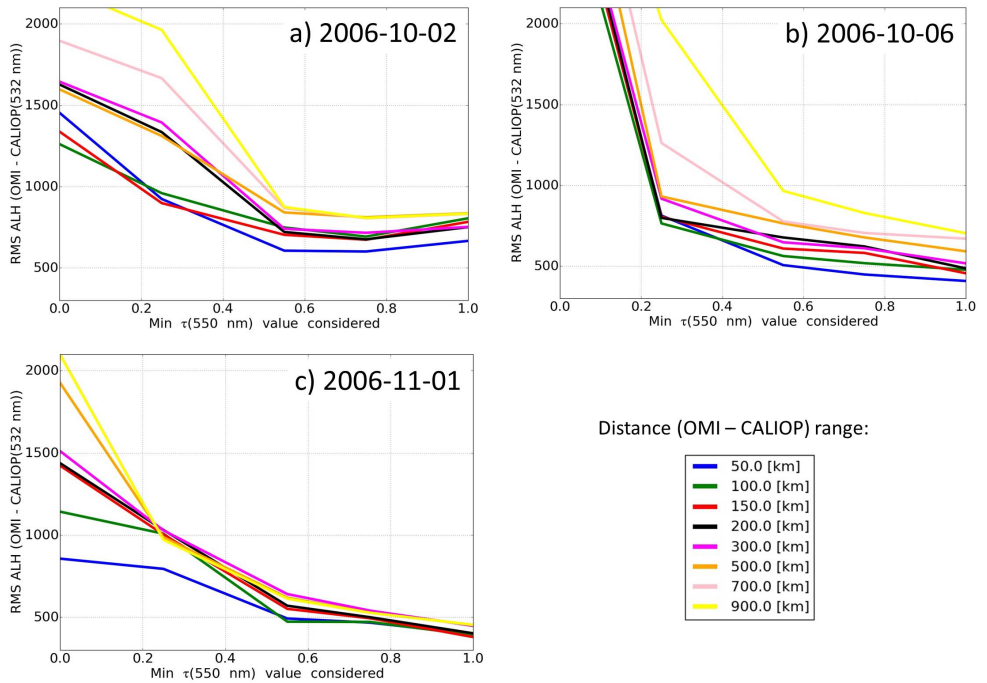 a) 2006-10-02
RMS ALH (OMI - CALIOP(532 nm))
2000
1500
1000
500
0.0 0.2 0.4 0.6 0.8 1.0
Min τ(550 nm) value considered
b) 2006-10-06
RMS ALH (OMI - CALIOP(532 nm))
2000
1500
1000
500
0.0 0.2 0.4 0.6 0.8 1.0
Min τ(550 nm) value considered
c) 2006-11-01
RMS ALH (OMI - CALIOP(532 nm))
2000
1500
1000
500
0.0 0.2 0.4 0.6 0.8 1.0
Min τ(550 nm) value considered
Distance (OMI – CALIOP) range:
50.0 [km]
100.0 [km]
150.0 [km]
200.0 [km]
300.0 [km]
500.0 [km]
700.0 [km]
900.0 [km]